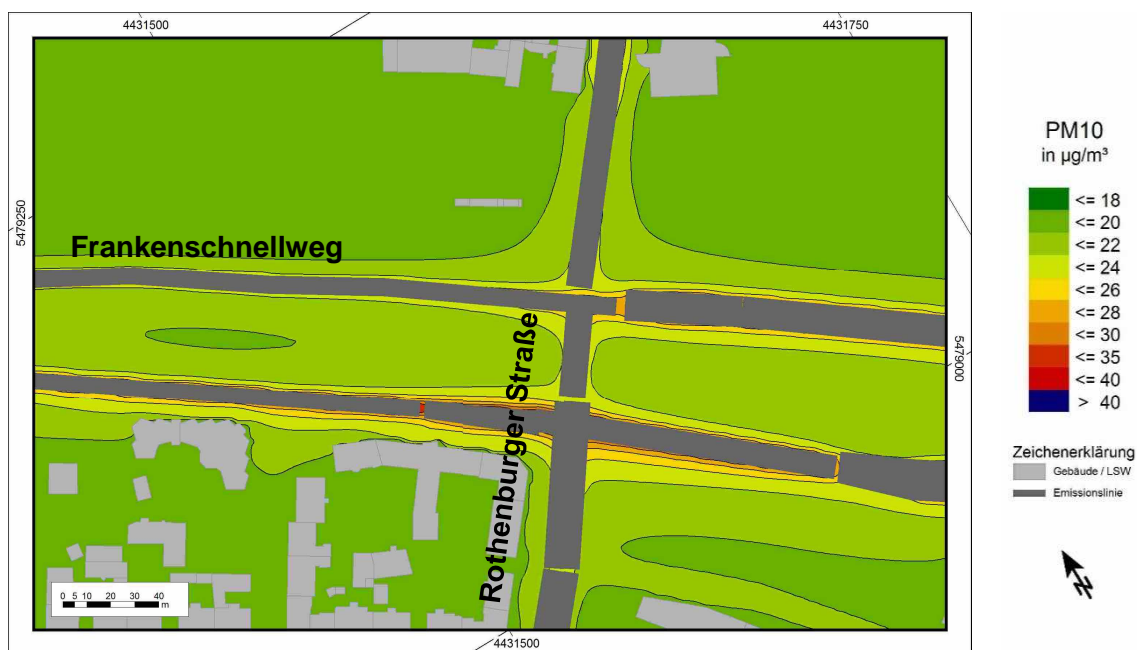 4431500
4431750
5479250
Frankenschnellweg
Rothenburger Straße
5479000
0 5 10 20 30 40
m
4431500
PM10
in µg/m³
<= 18
<= 20
<= 22
<= 24
<= 26
<= 28
<= 30
<= 35
<= 40
> 40
Zeichenerklärung
Gebäude / LSW
Emissionslinie
N